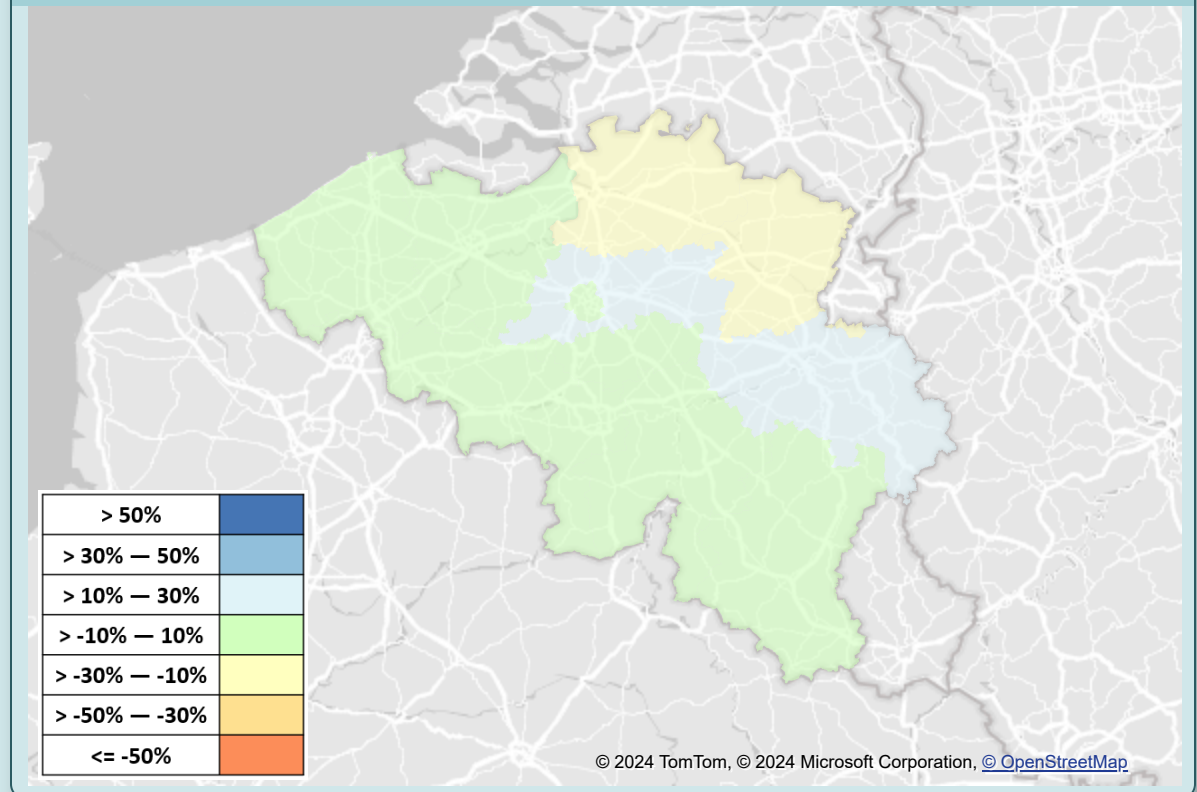 > 50%
> 30% — 50%
> 10% — 30%
> -10% — 10%
> -30% — -10%
> -50% — -30%
<= -50%
© 2024 TomTom, © 2024 Microsoft Corporation, © OpenStreetMap